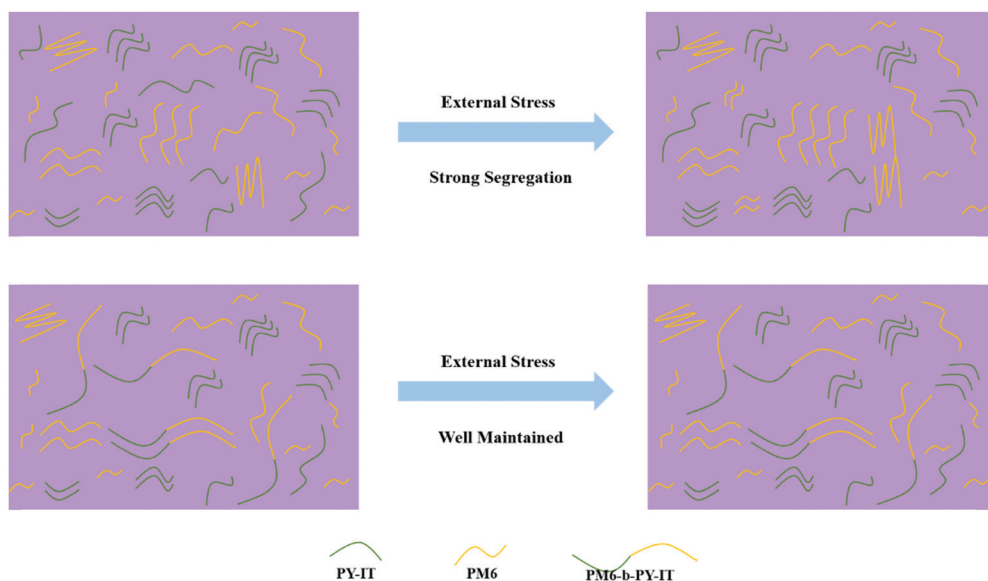 External Stress
Strong Segregation
External Stress
Well Maintained
PY-IT
PM6
PM6-b-PY-IT